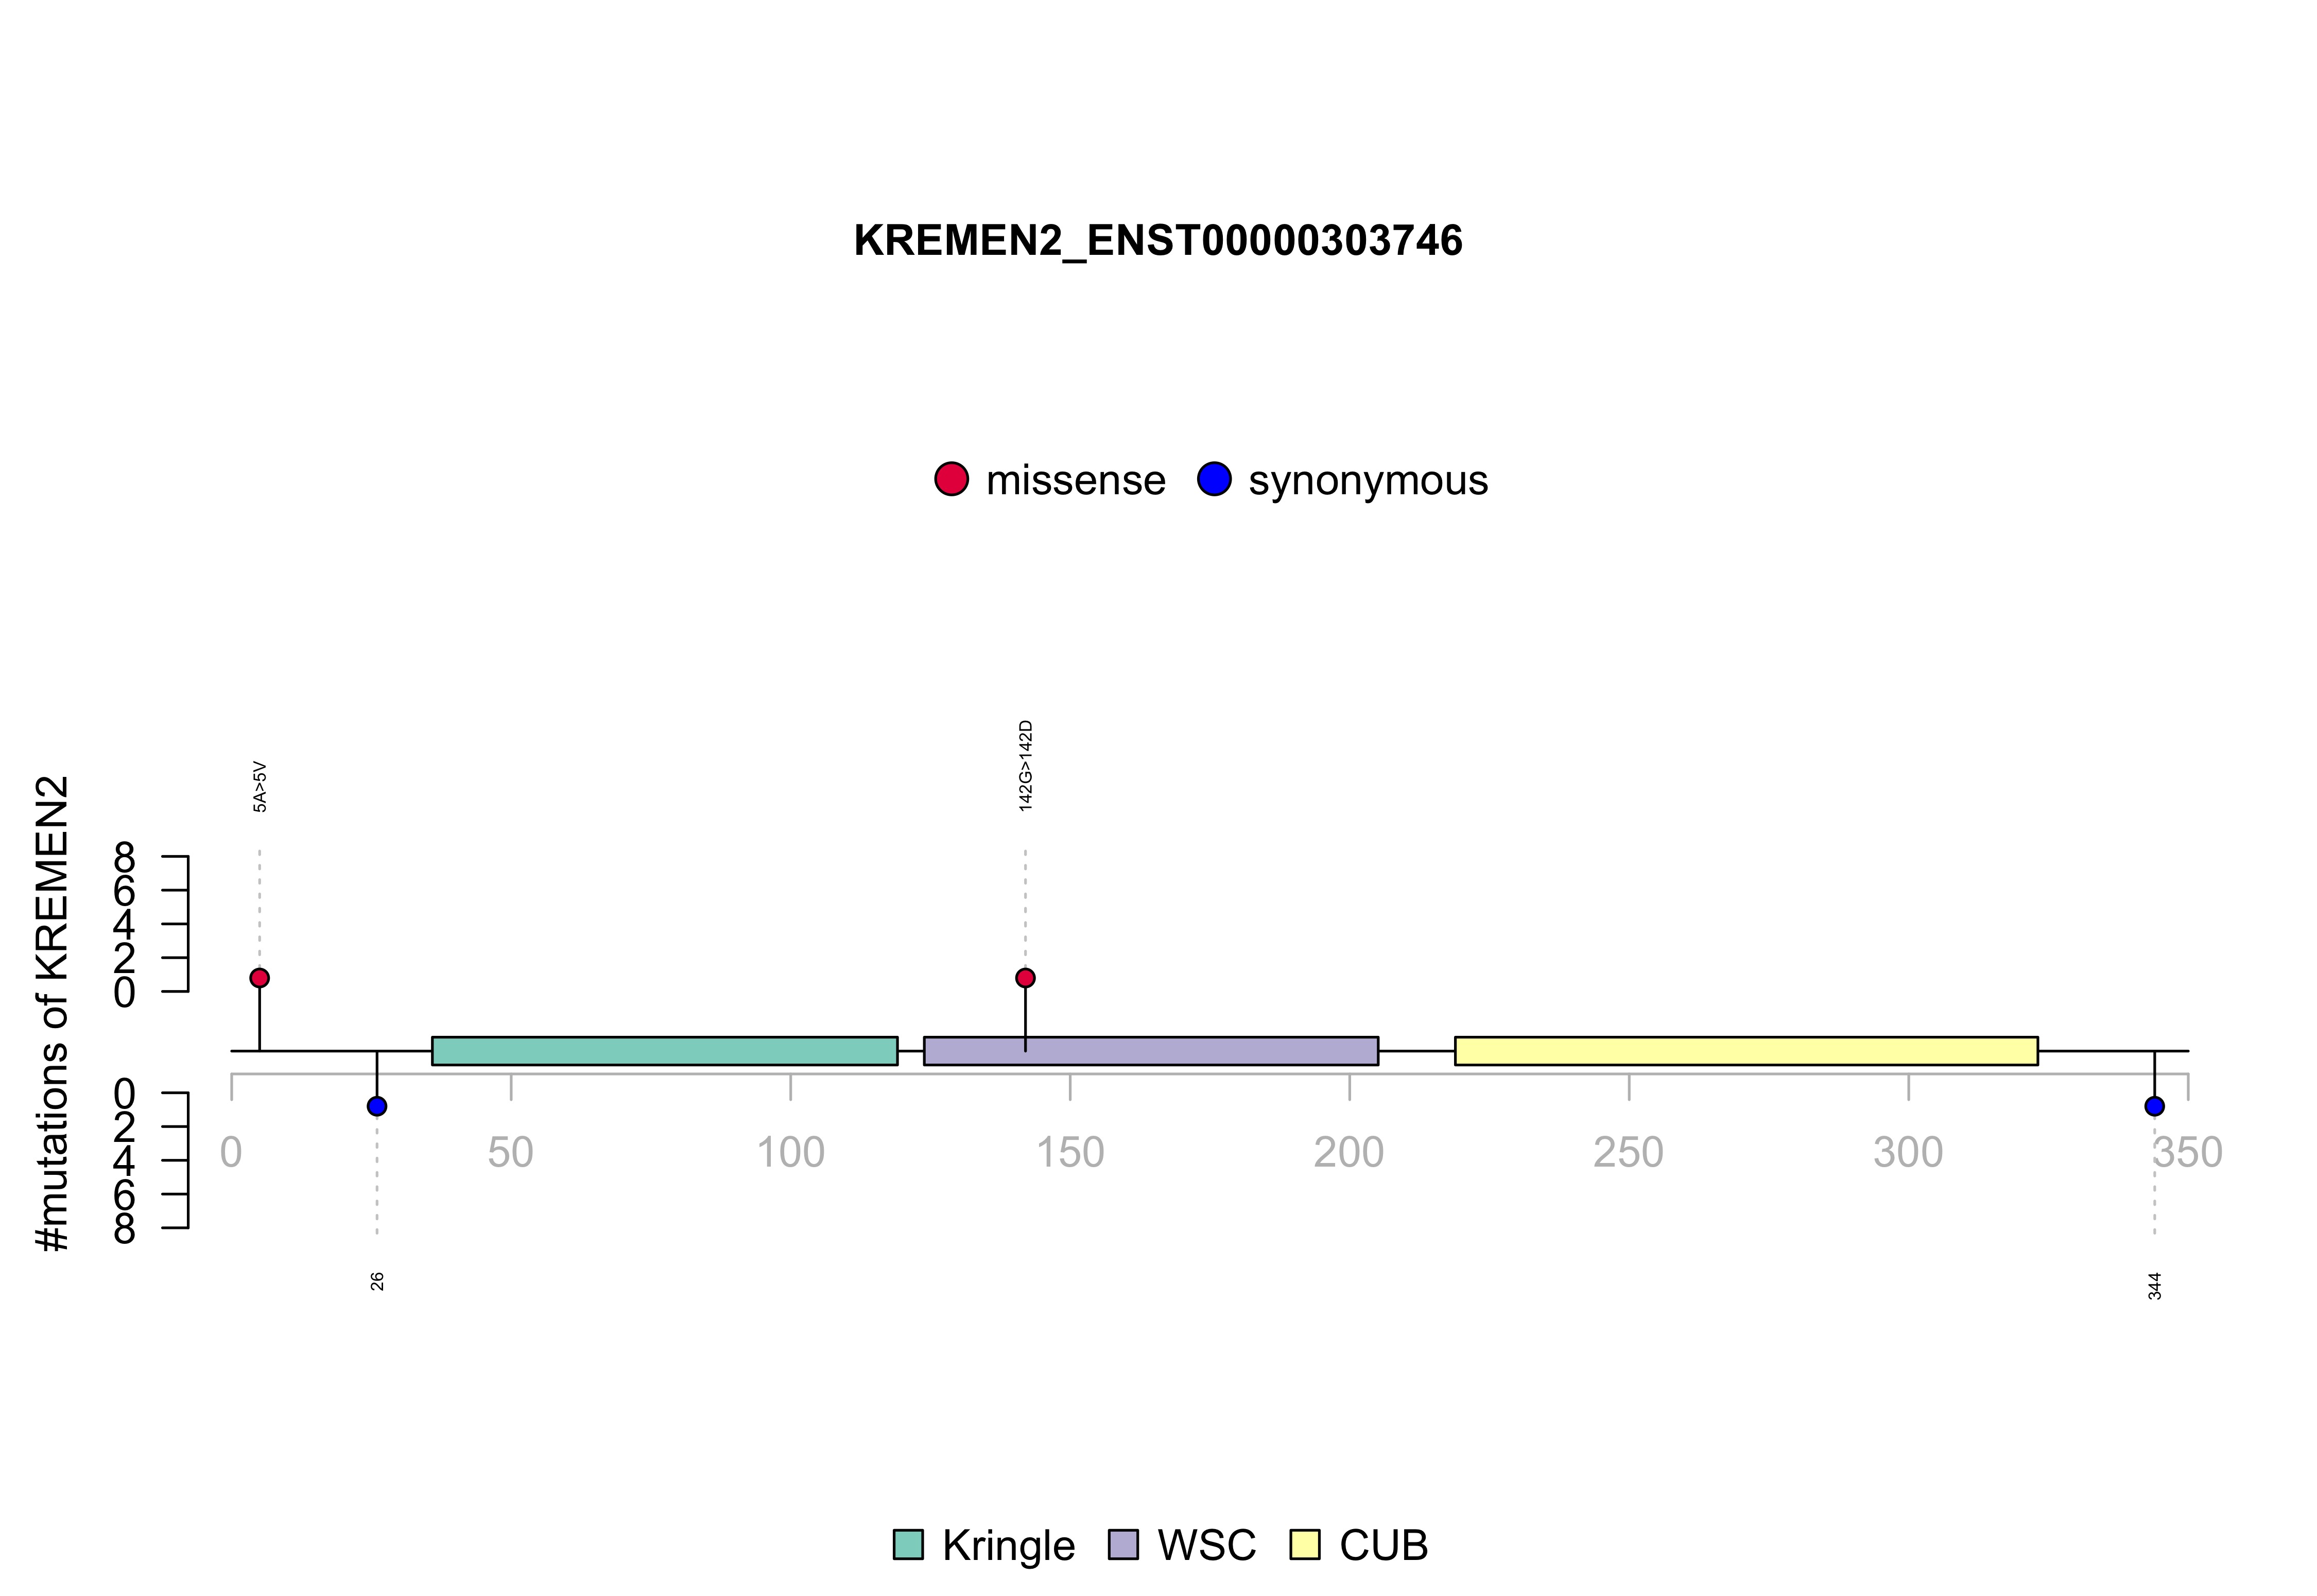 KREMEN2_ENST00000303746
missense synonymous
5A>5V
142G>142D
#mutations of KREMEN2
8
6
4
2
0
0
2
4
6
8
0 50 100 150 200 250 300 350
26
344
Kringle WSC CUB